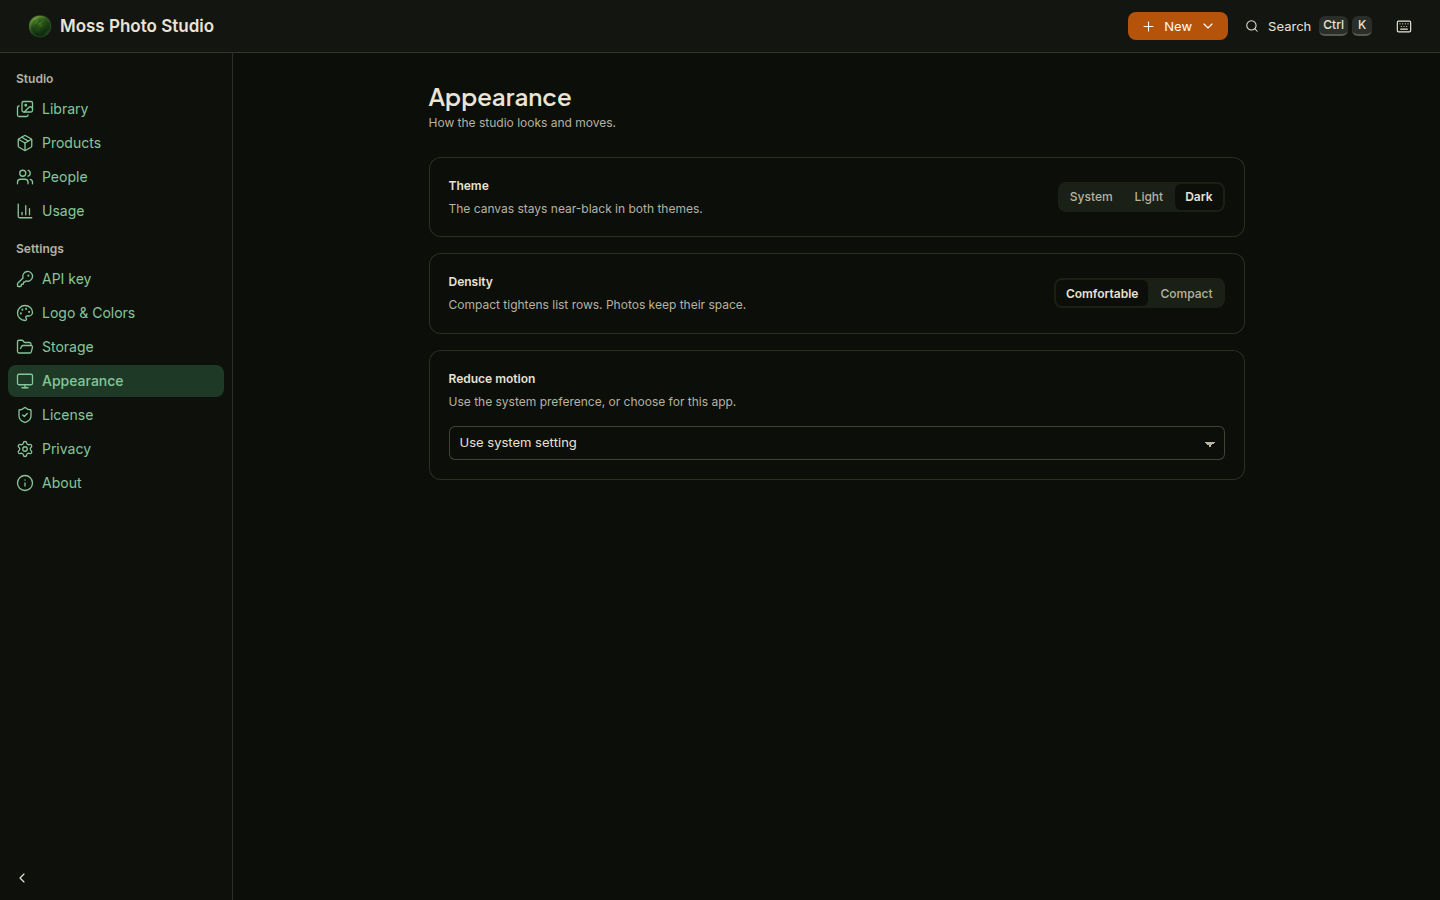 Moss Photo Studio
New
Search Ctrl K
Studio
Library
Products
People
Usage
Settings
API key
Logo & Colors
Storage
Appearance
License
Privacy
About
Appearance
How the studio looks and moves.
Theme
The canvas stays near-black in both themes.
System Light Dark
Density
Compact tightens list rows. Photos keep their space.
Comfortable Compact
Reduce motion
Use the system preference, or choose for this app.
Use system setting